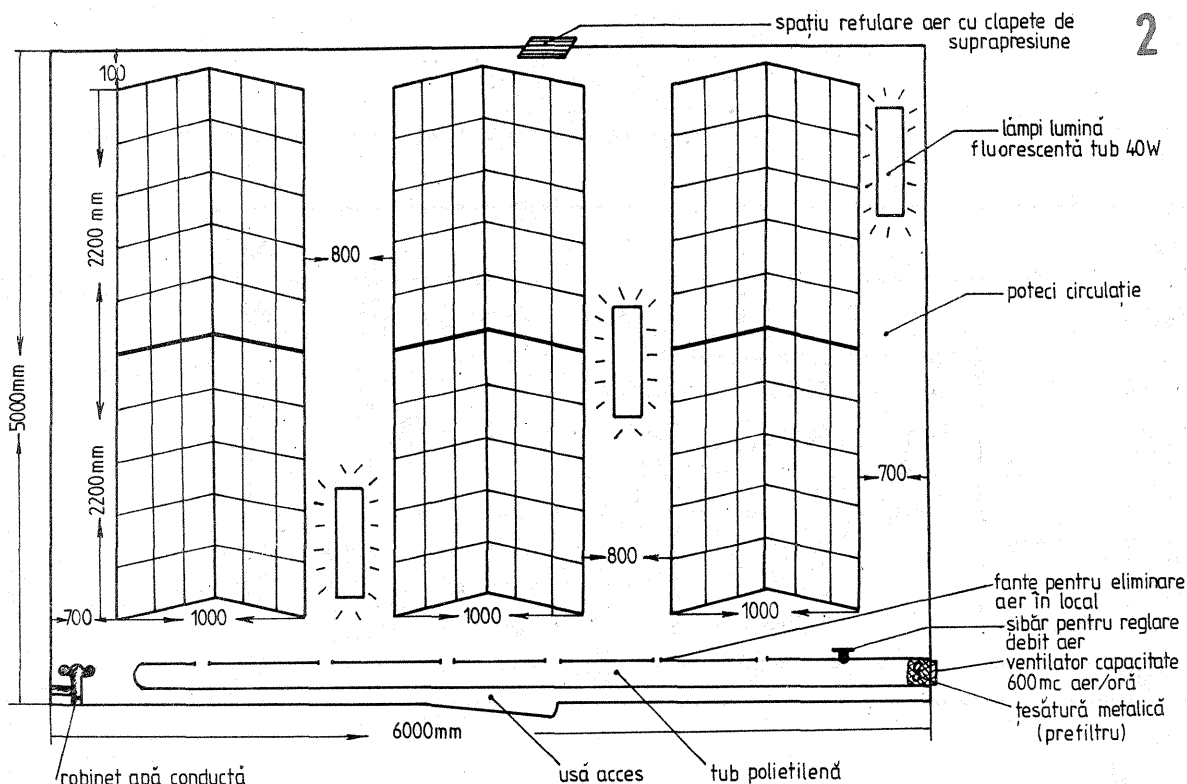 spațiu refulare aer cu clapete de
suprapresiune
2
100
lămpi lumină
fluorescentă tub 40W
2200 mm
800
poteci circulație
5000mm
2200mm
700
800
fante pentru eliminare
aer în local
sibăr pentru reglare
debit aer
ventilator capacitate
600mc aer/oră
țesătură metalică
(prefiltru)
700
1000
1000
1000
6000mm
robinet apă conductă
usă acces
tub polietilenă